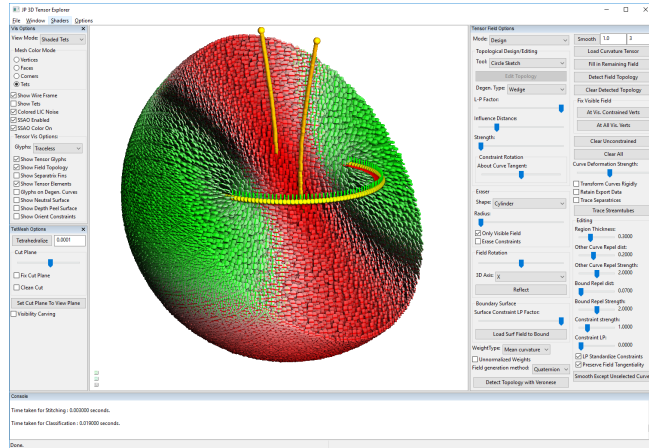 JP 3D Tensor Explorer
File Window Shaders Options
Vis Options
View Mode: Shaded Tets
Mesh Color Mode
Vertices
Faces
Corners
Tets
Show Wire Frame
Show Tets
Colored LIC Noise
SSAO Enabled
SSAO Color On
Tensor Vis Options:
Glyphs: Traceless
Show Tensor Glyphs
Show Field Topology
Show Separatrix Fins
Show Tensor Elements
Glyphs on Degen. Curves
Show Neutral Surface
Show Depth Peel Surface
Show Orient Constraints
TetMesh Options
Tetrahedralize 0.0001
Cut Plane
Fix Cut Plane
Clean Cut
Set Cut Plane To View Plane
Visibility Carving
Tensor Field Options
Mode: Design
Topological Design/Editing
Tool: Circle Sketch
Edit Topology
Degen. Type: Wedge
L-P Factor:
Influence Distance:
Strength:
Constraint Rotation
About Curve Tangent:
Eraser
Shape: Cylinder
Radius:
Only Visible Field
Erase Constraints
Field Rotation
3D Axis: X
Reflect
Boundary Surface
Surface Constraint LP Factor:
Load Surf Field to Bound
WeightType: Mean curvature
Unnormalized Weights
Field generation method: Quaternion
Detect Topology with Veronese
Smooth 1.0 3
Load Curvature Tensor
Fill in Remaining Field
Detect Field Topology
Clear Detected Topology
Fix Visible Field
At Vis. Contrained Verts
At All Vis. Verts
Clear Unconstrained
Clear All
Curve Deformation Strength:
Transform Curves Rigidly
Retain Export Data
Trace Separatrices
Trace Streamtubes
Editing
Region Thickness:
0.3000
Other Curve Repel dist:
0.2000
Other Curve Repel Strength:
2.0000
Bound Repel dist:
0.0700
Bound Repel Strength:
2.0000
Constraint strength:
1.0000
Constraint LP:
0.0000
LP Standardize Constraints
Preserve Field Tangentiality
Smooth Except Unselected Curve
Console
Time taken for Stitching : 0.003000 seconds.
Time taken for Classification : 0.019000 seconds.
Done.